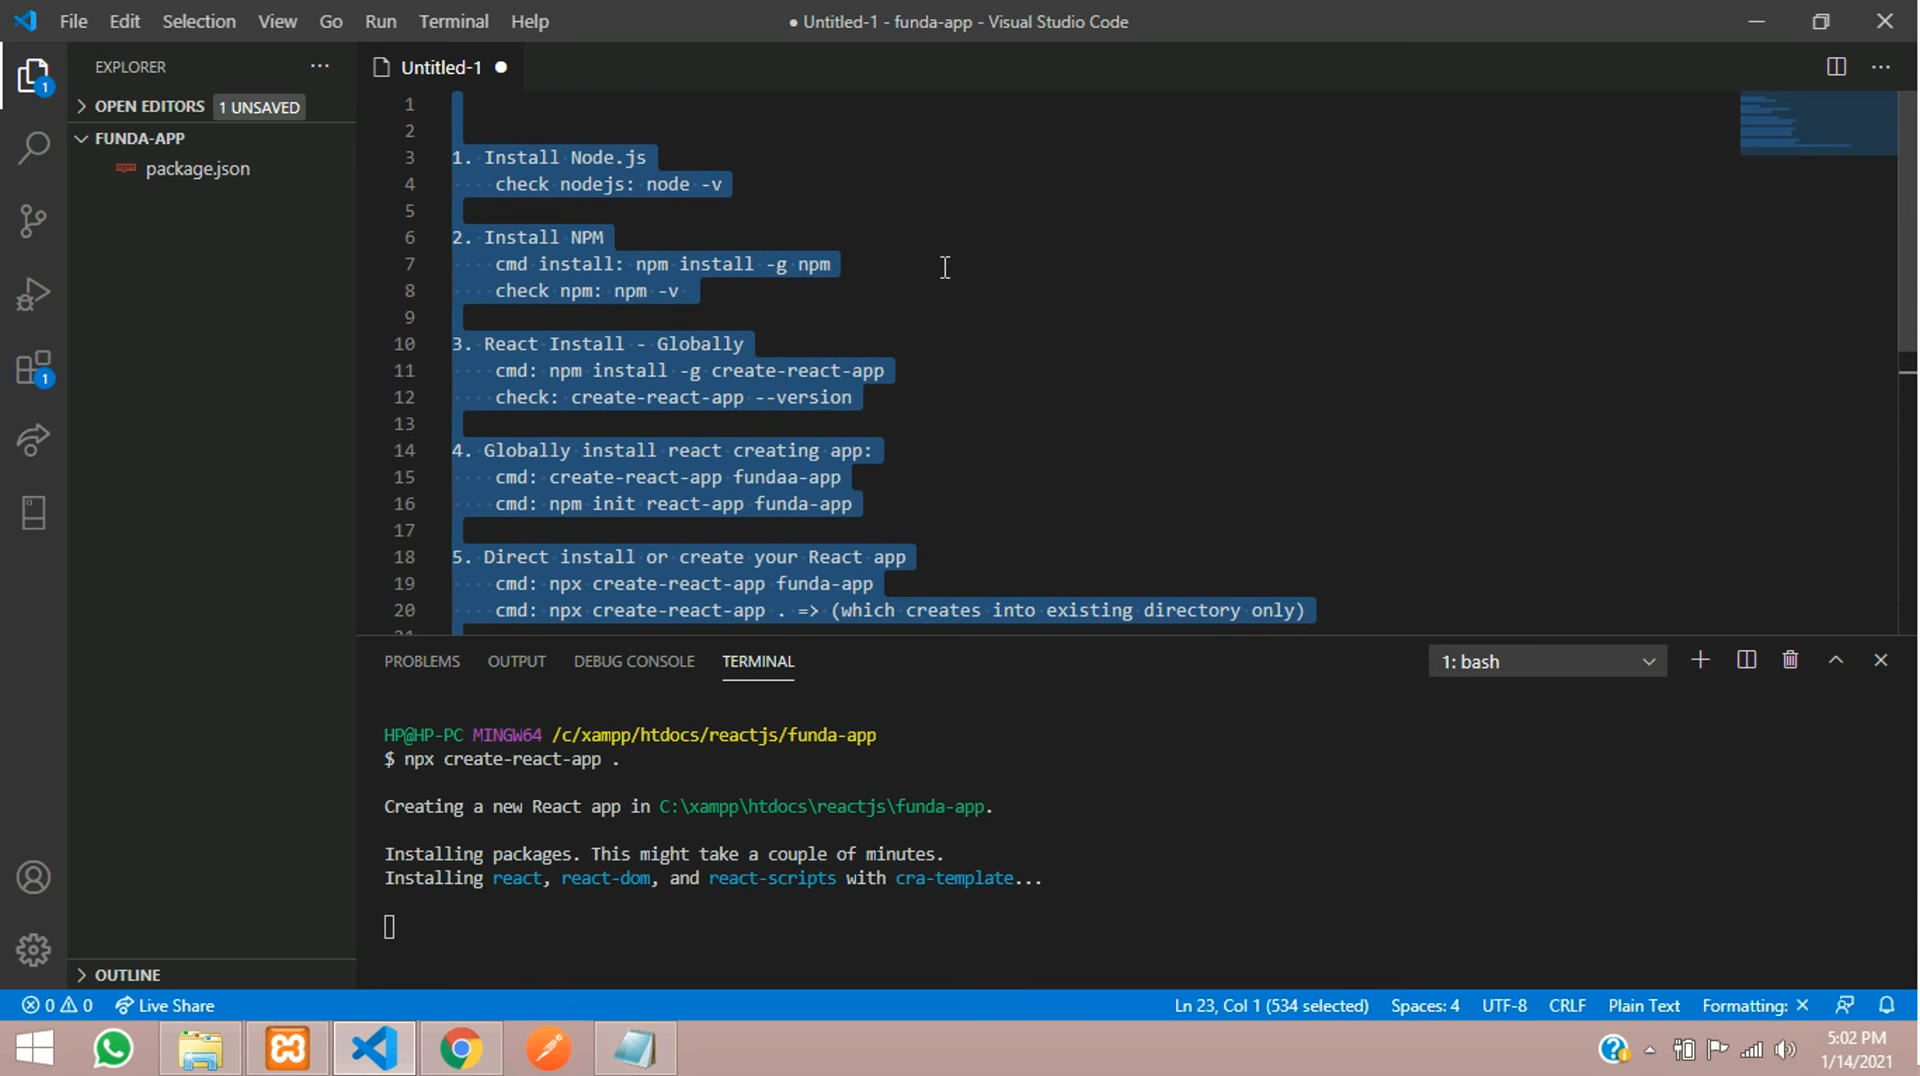 File Edit Selection View Go Run Terminal Help ● Untitled-1 - funda-app - Visual Studio Code
EXPLORER
Untitled-1
OPEN EDITORS 1 UNSAVED
FUNDA-APP
package.json
OUTLINE
1
1
1
2
3 1. Install Node.js
4 check nodejs: node -v
5
6 2. Install NPM
7 cmd install: npm install -g npm
8 check npm: npm -v
9
10 3. React Install - Globally
11 cmd: npm install -g create-react-app
12 check: create-react-app --version
13
14 4. Globally install react creating app:
15 cmd: create-react-app fundaa-app
16 cmd: npm init react-app funda-app
17
18 5. Direct install or create your React app
19 cmd: npx create-react-app funda-app
20 cmd: npx create-react-app . => (which creates into existing directory only)
21
PROBLEMS OUTPUT DEBUG CONSOLE TERMINAL 1: bash
HP@HP-PC MINGW64 /c/xampp/htdocs/reactjs/funda-app
$ npx create-react-app .
Creating a new React app in C:\xampp\htdocs\reactjs\funda-app.
Installing packages. This might take a couple of minutes.
Installing react, react-dom, and react-scripts with cra-template...
0 0 Live Share Ln 23, Col 1 (534 selected) Spaces: 4 UTF-8 CRLF Plain Text Formatting: ×
5:02 PM
1/14/2021